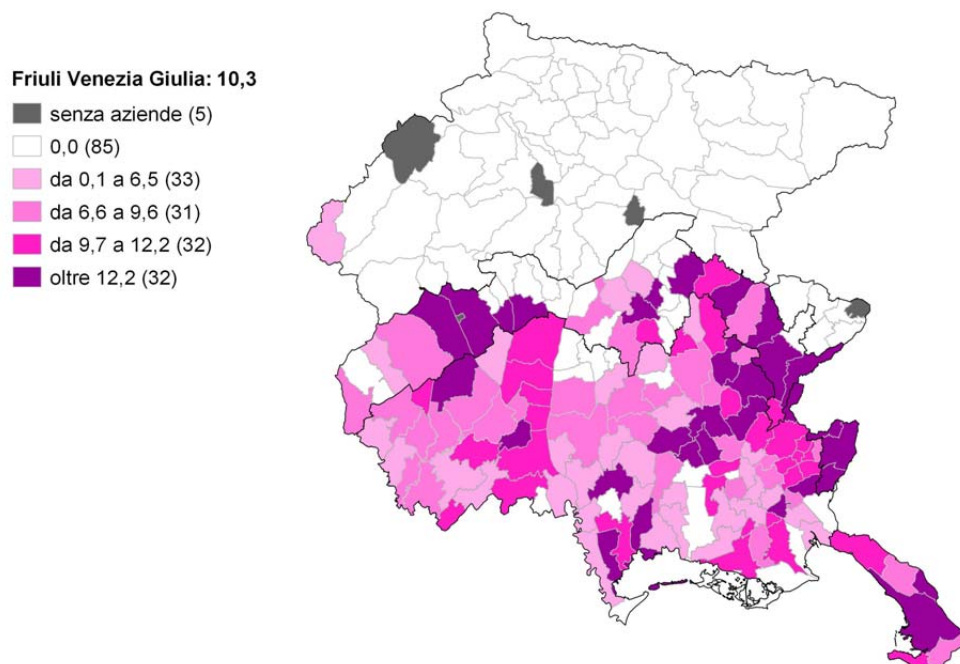 Friuli Venezia Giulia: 10,3
senza aziende (5)
0,0 (85)
da 0,1 a 6,5 (33)
da 6,6 a 9,6 (31)
da 9,7 a 12,2 (32)
oltre 12,2 (32)